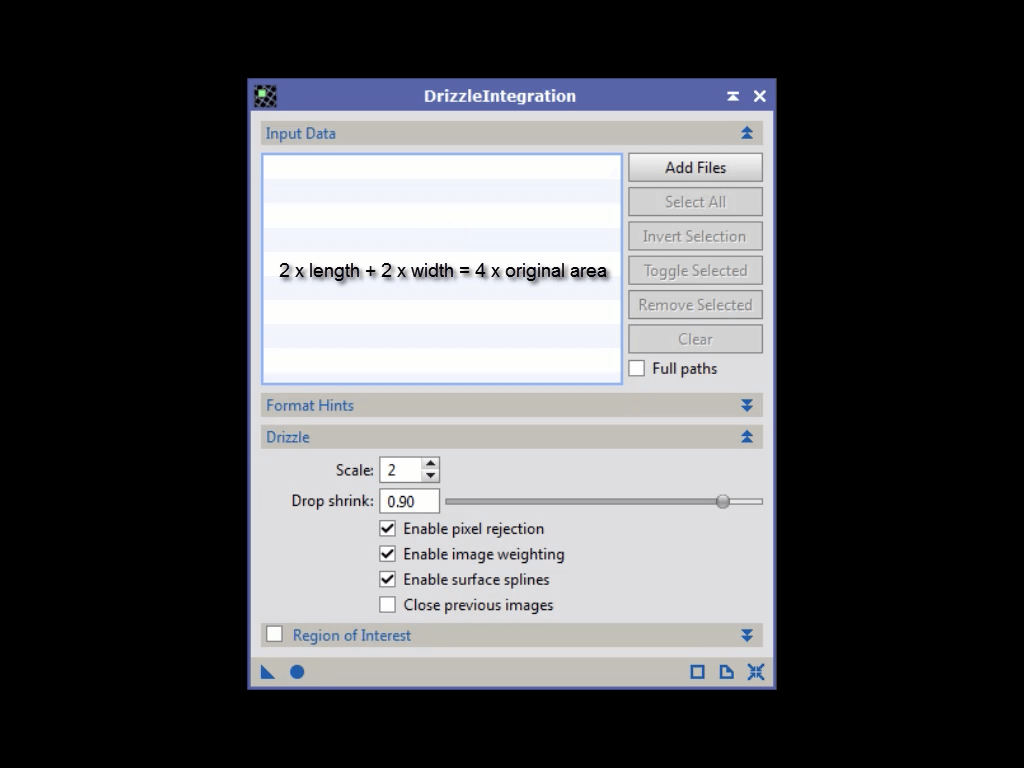 DrizzleIntegration
Input Data
Add Files
Select All
Invert Selection
Toggle Selected
2 x length + 2 x width = 4 x original area
Remove Selected
Clear
Full paths
Format Hints
Drizzle
Scale: 2
Drop shrink: 0.90
Enable pixel rejection
Enable image weighting
Enable surface splines
Close previous images
Region of Interest